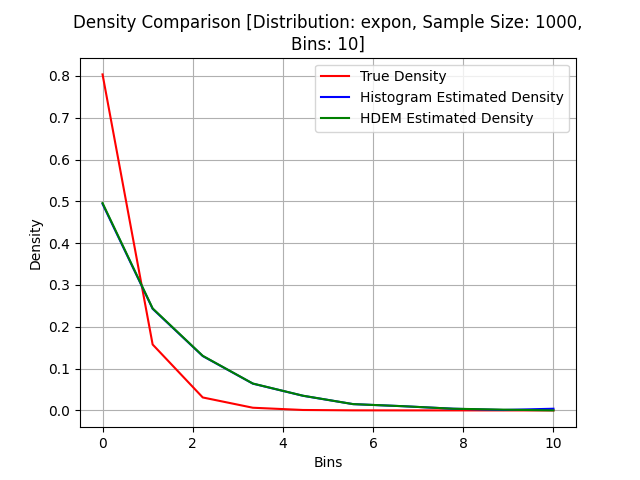 Density Comparison [Distribution: expon, Sample Size: 1000,
Bins: 10]
True Density
Histogram Estimated Density
HDEM Estimated Density
Density
0.8
0.7
0.6
0.5
0.4
0.3
0.2
0.1
0.0
0 2 4 6 8 10
Bins